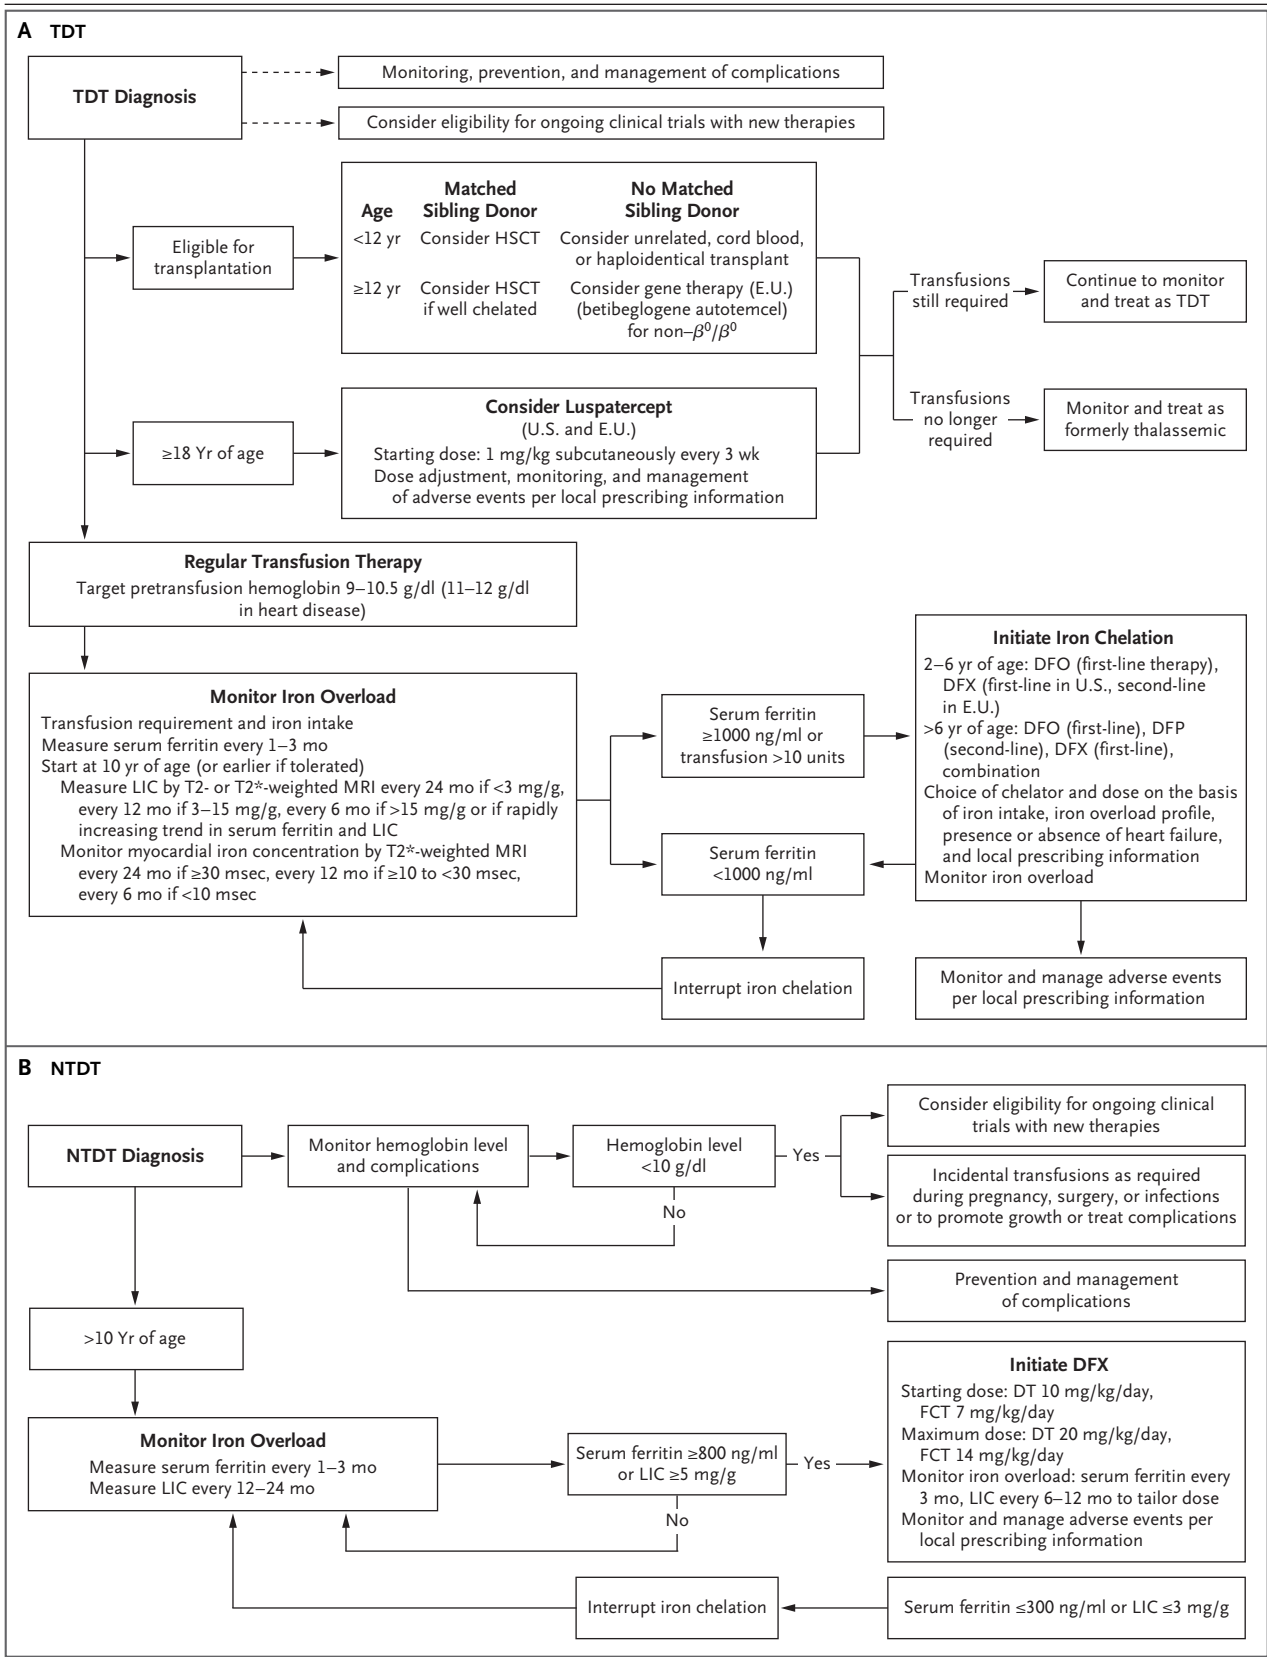 A TDT
TDT Diagnosis
Monitoring, prevention, and management of complications
Consider eligibility for ongoing clinical trials with new therapies
Eligible for
transplantation
Matched No Matched
Age Sibling Donor Sibling Donor
<12 yr Consider HSCT Consider unrelated, cord blood,
or haploidentical transplant
≥12 yr Consider HSCT Consider gene therapy (E.U.)
if well chelated (betibeglogene autotemcel)
for non–β⁰/β⁰
Transfusions
still required
Continue to monitor
and treat as TDT
Transfusions
no longer
required
Monitor and treat as
formerly thalassemic
≥18 Yr of age
Consider Luspatercept
(U.S. and E.U.)
Starting dose: 1 mg/kg subcutaneously every 3 wk
Dose adjustment, monitoring, and management
of adverse events per local prescribing information
Regular Transfusion Therapy
Target pretransfusion hemoglobin 9–10.5 g/dl (11–12 g/dl
in heart disease)
Monitor Iron Overload
Transfusion requirement and iron intake
Measure serum ferritin every 1–3 mo
Start at 10 yr of age (or earlier if tolerated)
Measure LIC by T2- or T2*-weighted MRI every 24 mo if <3 mg/g,
every 12 mo if 3–15 mg/g, every 6 mo if >15 mg/g or if rapidly
increasing trend in serum ferritin and LIC
Monitor myocardial iron concentration by T2*-weighted MRI
every 24 mo if ≥30 msec, every 12 mo if ≥10 to <30 msec,
every 6 mo if <10 msec
Serum ferritin
≥1000 ng/ml or
transfusion >10 units
Serum ferritin
<1000 ng/ml
Interrupt iron chelation
Initiate Iron Chelation
2–6 yr of age: DFO (first-line therapy),
DFX (first-line in U.S., second-line
in E.U.)
>6 yr of age: DFO (first-line), DFP
(second-line), DFX (first-line),
combination
Choice of chelator and dose on the basis
of iron intake, iron overload profile,
presence or absence of heart failure,
and local prescribing information
Monitor iron overload
Monitor and manage adverse events
per local prescribing information
B NTDT
NTDT Diagnosis
Monitor hemoglobin level
and complications
Hemoglobin level
<10 g/dl
Yes
No
Consider eligibility for ongoing clinical
trials with new therapies
Incidental transfusions as required
during pregnancy, surgery, or infections
or to promote growth or treat complications
Prevention and management
of complications
>10 Yr of age
Monitor Iron Overload
Measure serum ferritin every 1–3 mo
Measure LIC every 12–24 mo
Serum ferritin ≥800 ng/ml
or LIC ≥5 mg/g
Yes
No
Initiate DFX
Starting dose: DT 10 mg/kg/day,
FCT 7 mg/kg/day
Maximum dose: DT 20 mg/kg/day,
FCT 14 mg/kg/day
Monitor iron overload: serum ferritin every
3 mo, LIC every 6–12 mo to tailor dose
Monitor and manage adverse events per
local prescribing information
Interrupt iron chelation
Serum ferritin ≤300 ng/ml or LIC ≤3 mg/g